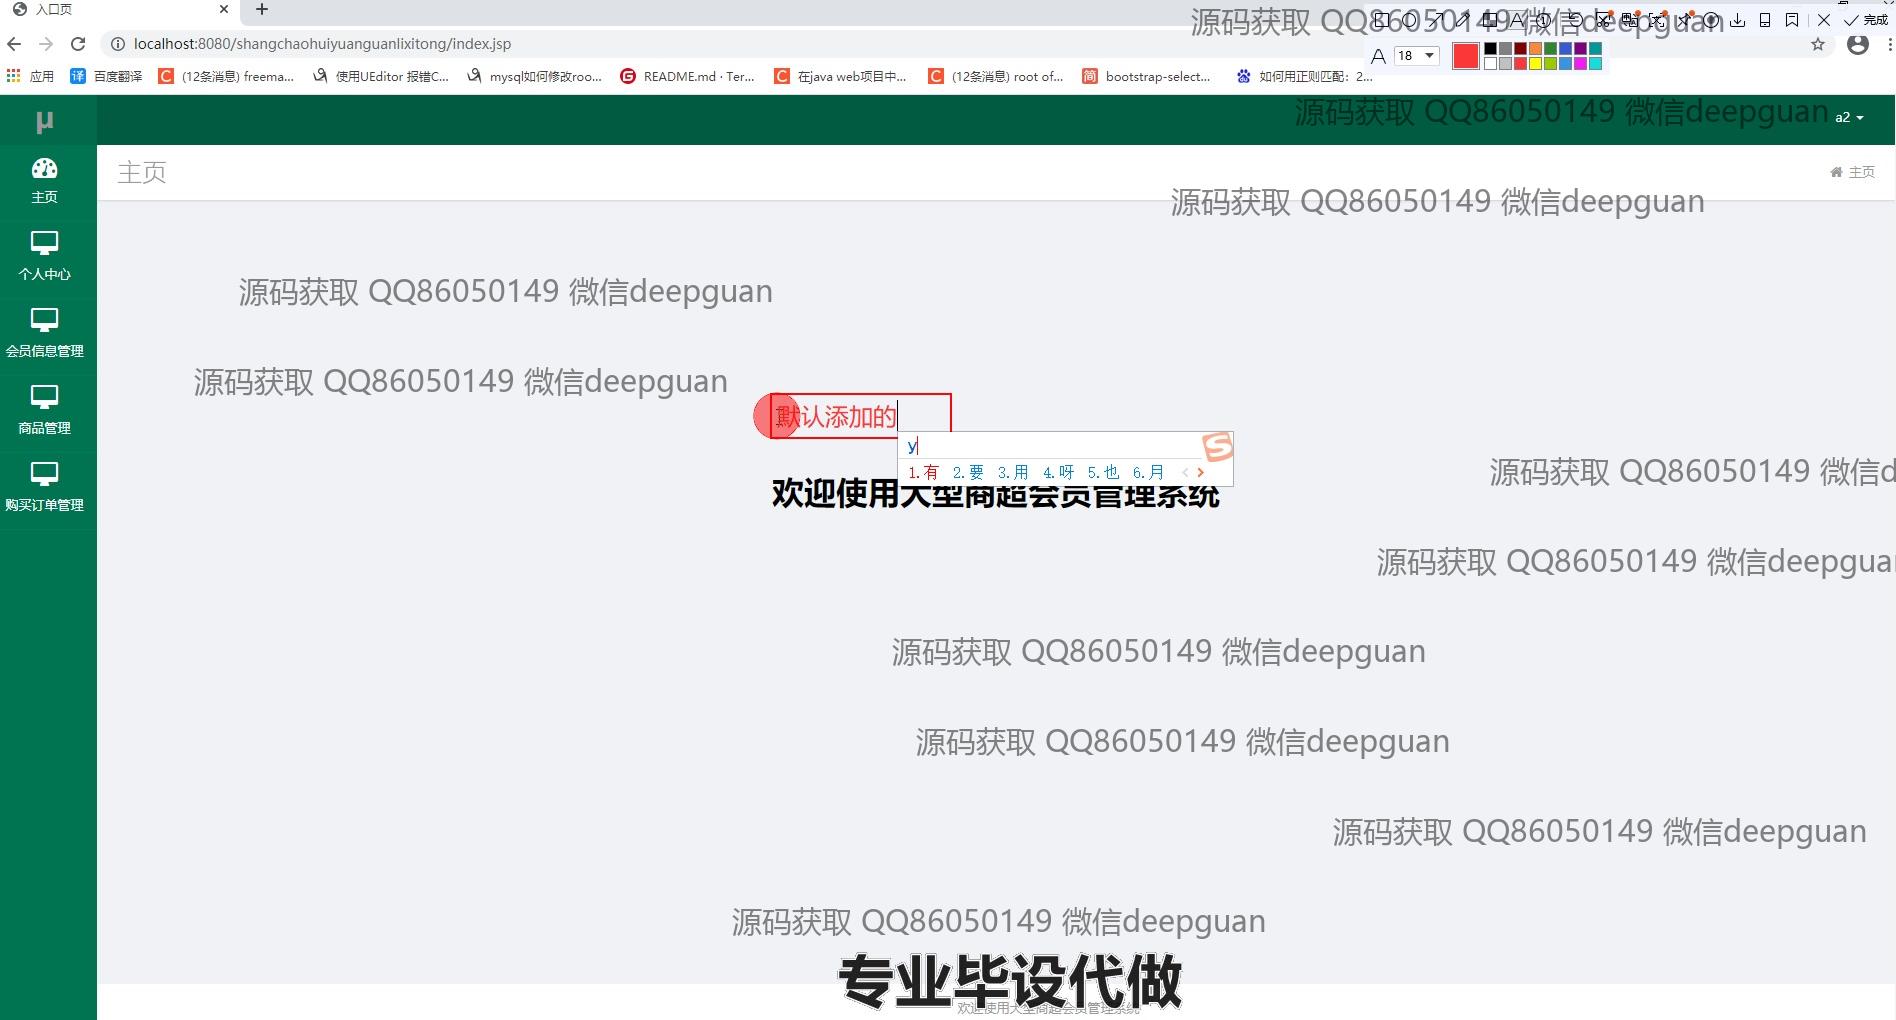 入口页
源码获取 QQ86050149 微信deepguan
完成
localhost:8080/shangchaohuiyuanguanlixitong/index.jsp
A 18
应用
译 百度翻译
C (12条消息) freema...
使用UEditor 报错C...
mysql如何修改roo...
G README.md · Ter...
C 在java web项目中...
C (12条消息) root of...
简 bootstrap-select...
如何用正则匹配：2...
μ
源码获取 QQ86050149 微信deepguan
a2
主页
主页
主页
源码获取 QQ86050149 微信deepguan
个人中心
源码获取 QQ86050149 微信deepguan
会员信息管理
源码获取 QQ86050149 微信deepguan
商品管理
默认添加的
y
S
1.有 2.要 3.用 4.呀 5.也 6.月
源码获取 QQ86050149 微信d
欢迎使用大型商超会员管理系统
购买订单管理
源码获取 QQ86050149 微信deepgua
源码获取 QQ86050149 微信deepguan
源码获取 QQ86050149 微信deepguan
源码获取 QQ86050149 微信deepguan
源码获取 QQ86050149 微信deepguan
专业毕设代做
欢迎使用大型商超会员管理系统